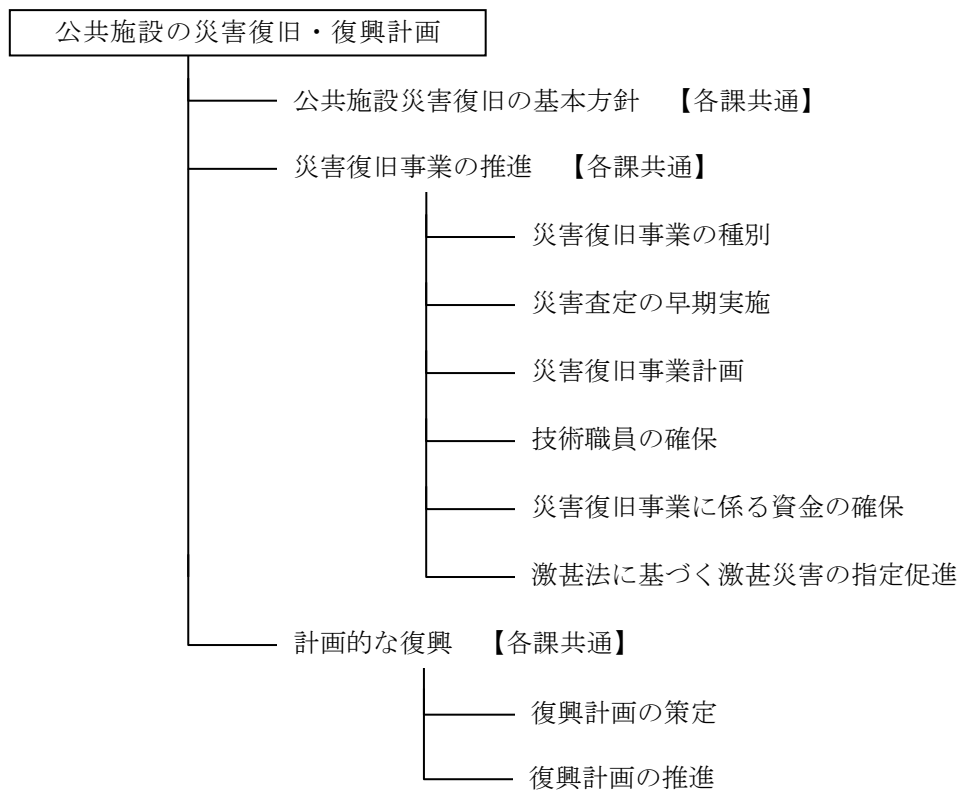 公共施設の災害復旧・復興計画
公共施設災害復旧の基本方針　【各課共通】
災害復旧事業の推進　【各課共通】
災害復旧事業の種別
災害査定の早期実施
災害復旧事業計画
技術職員の確保
災害復旧事業に係る資金の確保
激甚法に基づく激甚災害の指定促進
計画的な復興　【各課共通】
復興計画の策定
復興計画の推進